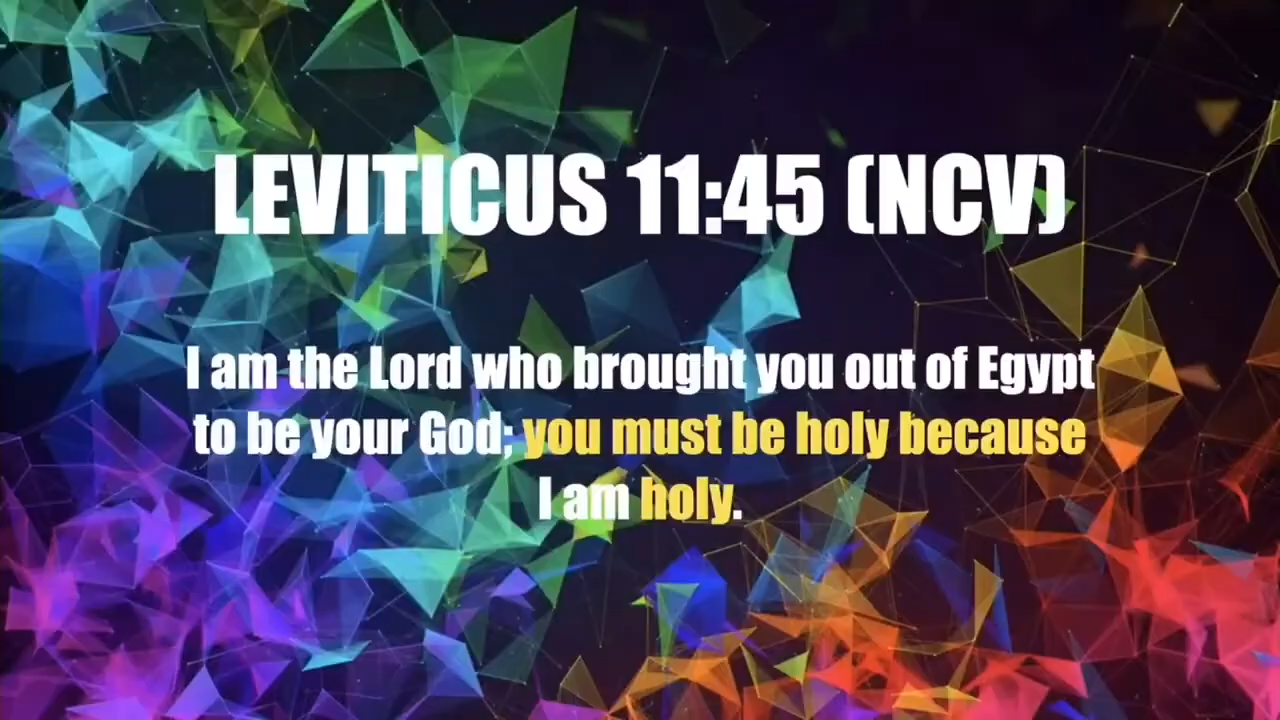 LEVITICUS 11:45 (NCV)
I am the Lord who brought you out of Egypt
to be your God; you must be holy because
I am holy.